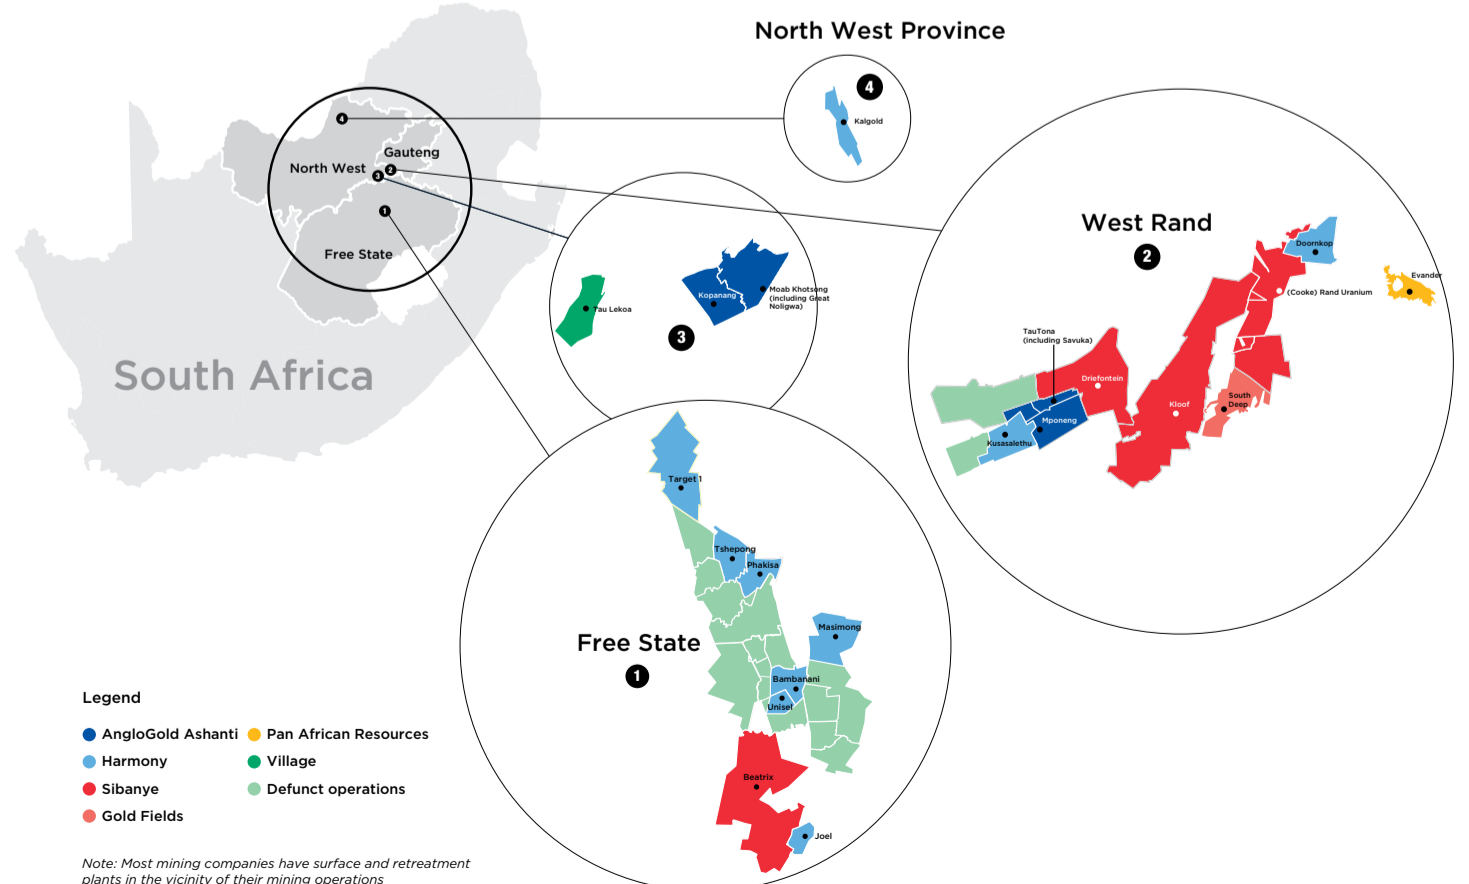 North West Province
4
Kalgold
4
Gauteng
North West
2
3
1
Free State
South Africa
West Rand
2
Doornkop
Evander
(Cooke) Rand Uranium
TauTona
(including Savuka)
Driefontein
Kloof
South
Deep
Mponeng
Kusasalethu
Kopanang
Moab Khotsong
(including Great
Noligwa)
Tau Lekoa
3
Target 1
Tshepong
Phakisa
Masimong
Free State
1
Bambanani
Unisel
Beatrix
Joel
Legend
AngloGold Ashanti
Pan African Resources
Harmony
Village
Sibanye
Defunct operations
Gold Fields
Note: Most mining companies have surface and retreatment
plants in the vicinity of their mining operations